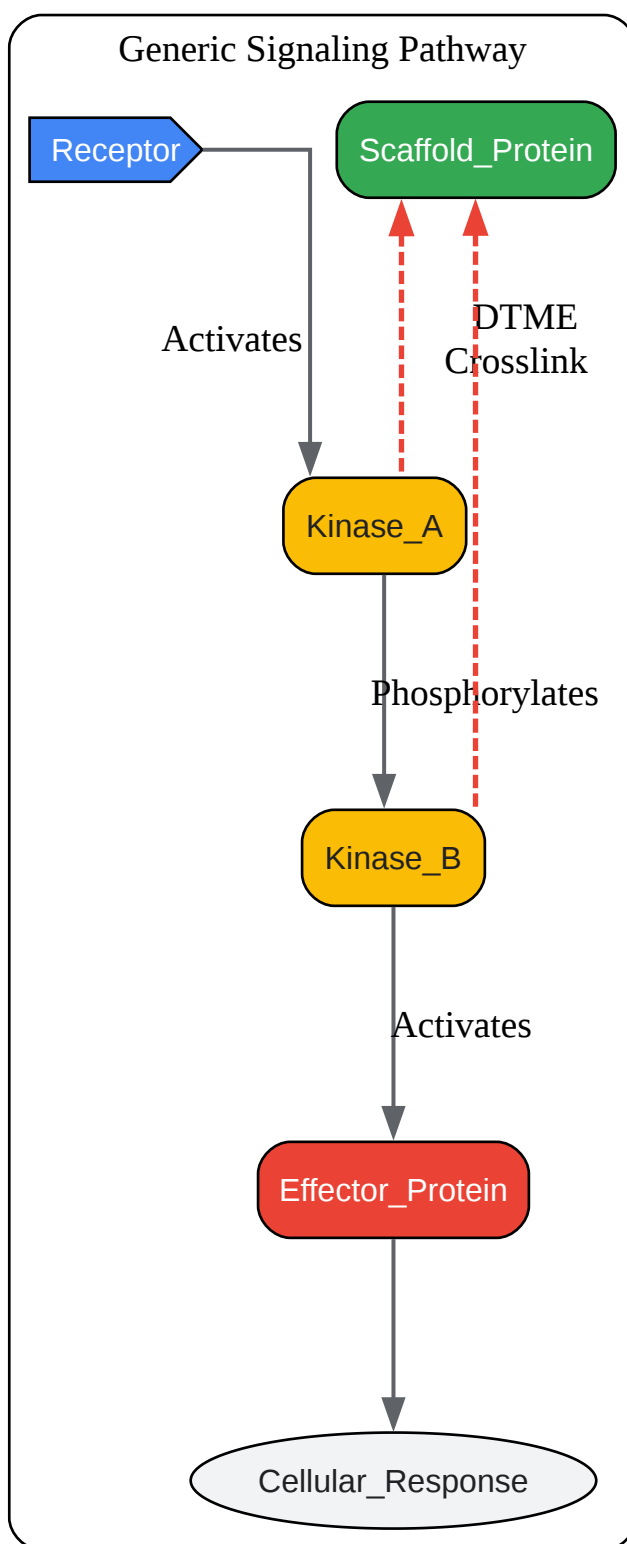 Generic Signaling Pathway
Receptor
Scaffold_Protein
DTME
Crosslink
Activates
Kinase_A
Phosphorylates
Kinase_B
Activates
Effector_Protein
Cellular_Response